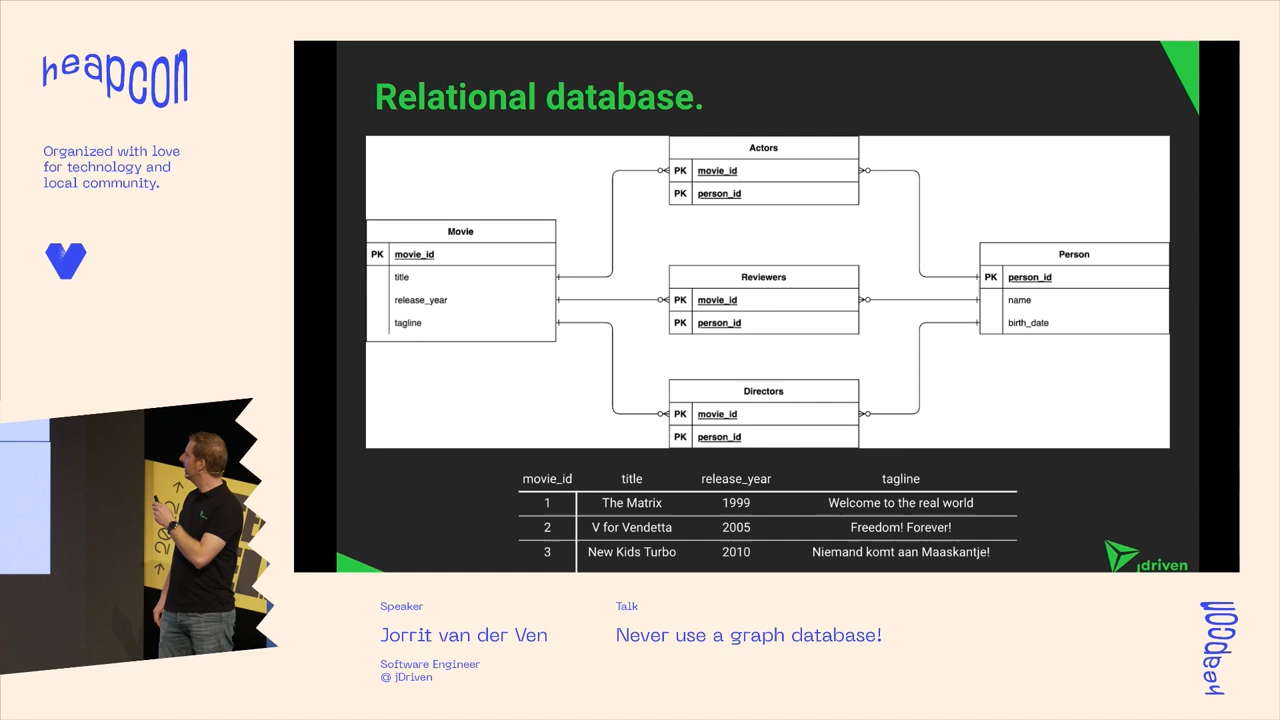 heapcon
Organized with love
for technology and
local community.
Relational database.
Actors
PK movie_id
PK person_id
Movie
PK movie_id
title
release_year
tagline
Reviewers
PK movie_id
PK person_id
Person
PK person_id
name
birth_date
Directors
PK movie_id
PK person_id
movie_id title release_year tagline
1 The Matrix 1999 Welcome to the real world
2 V for Vendetta 2005 Freedom! Forever!
3 New Kids Turbo 2010 Niemand komt aan Maaskantje!
jdriven
Speaker
Jorrit van der Ven
Software Engineer
@ jDriven
Talk
Never use a graph database!
heapcon